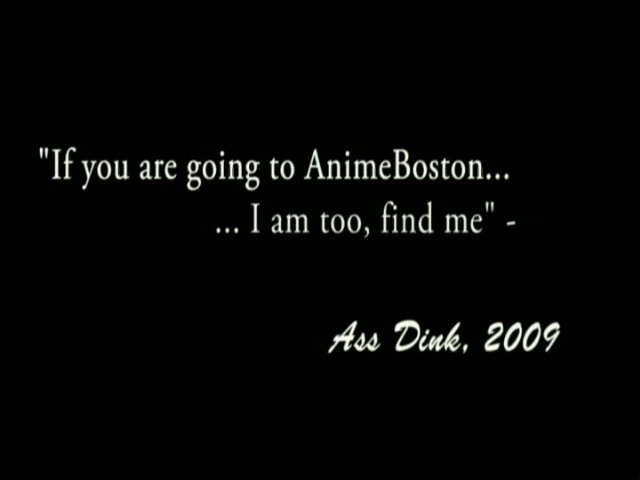 "If you are going to AnimeBoston...
... I am too, find me" -
Ass Dink, 2009